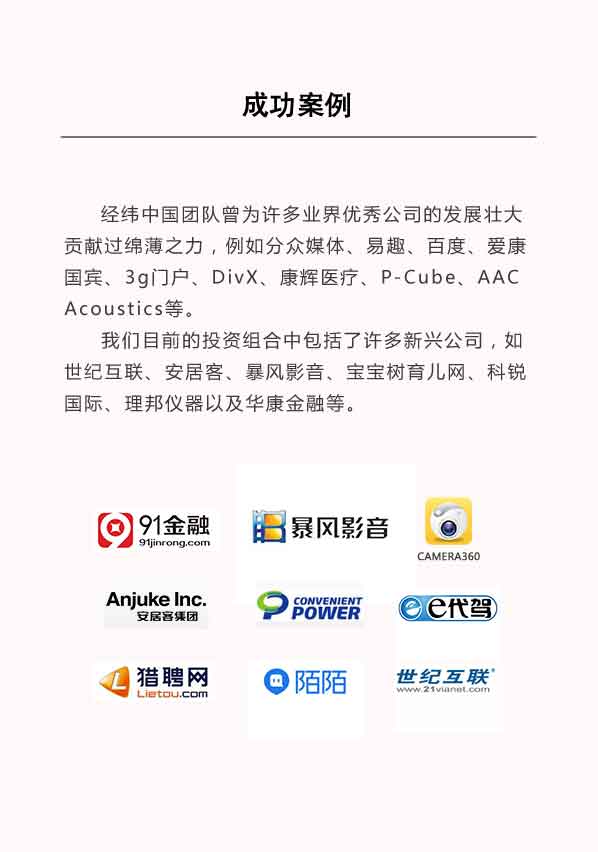 成功案例
经纬中国团队曾为许多业界优秀公司的发展壮大
贡献过绵薄之力，例如分众媒体、易趣、百度、爱康
国宾、3g门户、DivX、康辉医疗、P-Cube、AAC
Acoustics等。
我们目前的投资组合中包括了许多新兴公司，如
世纪互联、安居客、暴风影音、宝宝树育儿网、科锐
国际、理邦仪器以及华康金融等。
91金融
91jinrong.com
暴风影音
CAMERA360
Anjuke Inc.
安居客集团
CONVENIENT
POWER
e代驾
猎聘网
Lietou.com
陌陌
世纪互联®
www.21vianet.com